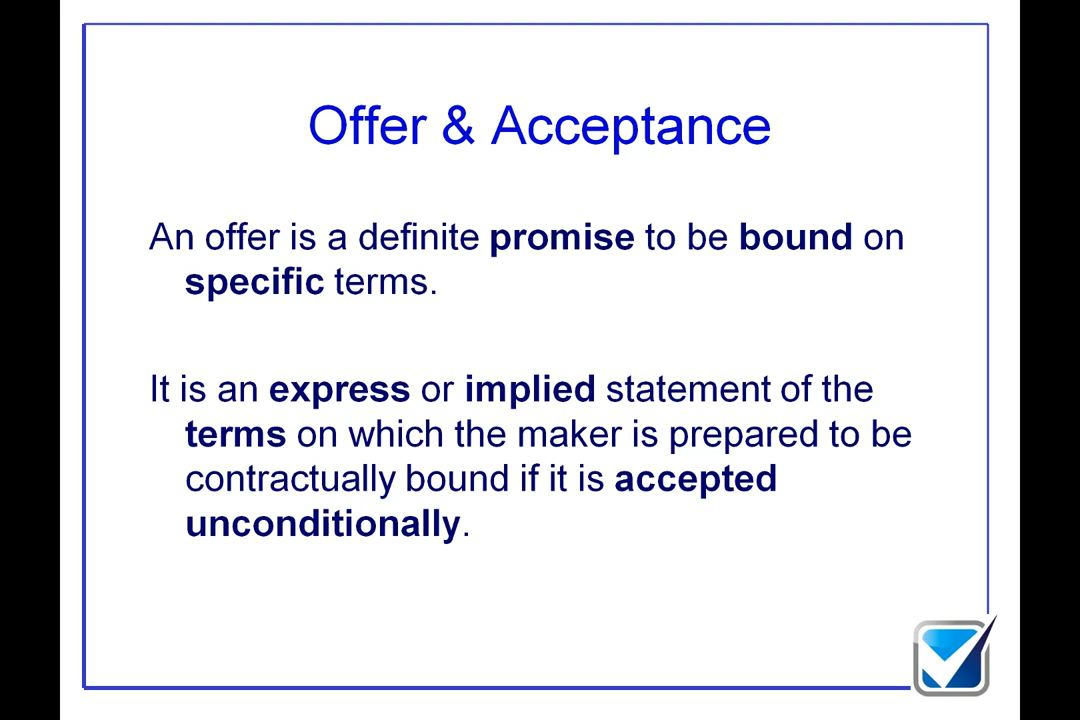 Offer & Acceptance
An offer is a definite promise to be bound on
specific terms.
It is an express or implied statement of the
terms on which the maker is prepared to be
contractually bound if it is accepted
unconditionally.